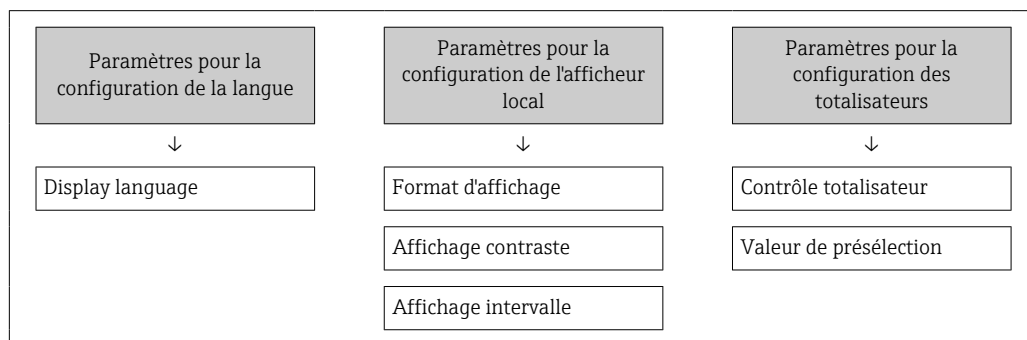 Paramètres pour la
configuration de la langue
↓
Display language
Paramètres pour la
configuration de l'afficheur
local
↓
Format d'affichage
Affichage contraste
Affichage intervalle
Paramètres pour la
configuration des
totalisateurs
↓
Contrôle totalisateur
Valeur de présélection